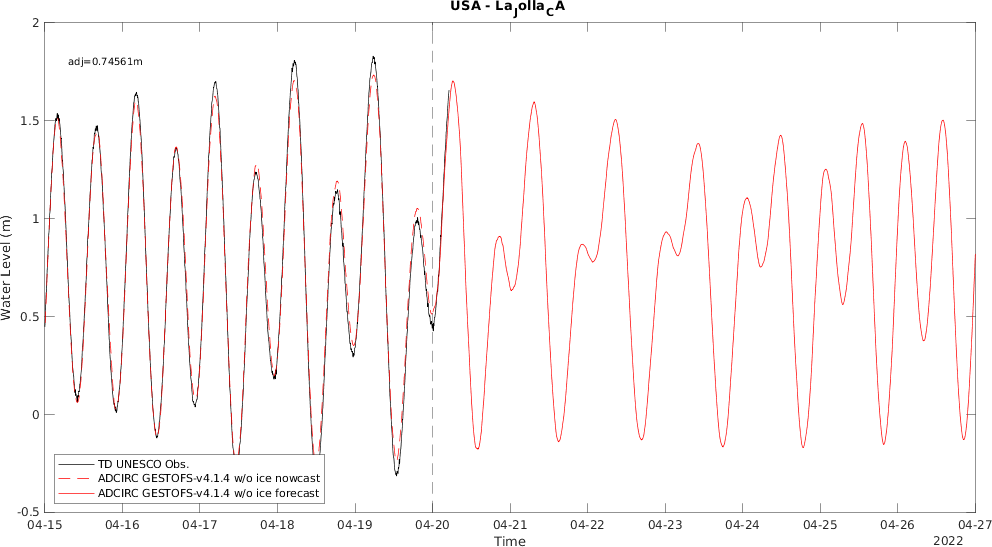 USA - LaJollaCA
adj=0.74561m
2
1.5
1
0.5
0
-0.5
Water Level (m)
TD UNESCO Obs.
ADCIRC GESTOFS-v4.1.4 w/o ice nowcast
ADCIRC GESTOFS-v4.1.4 w/o ice forecast
04-15 04-16 04-17 04-18 04-19 04-20 04-21 04-22 04-23 04-24 04-25 04-26 04-27
Time
2022